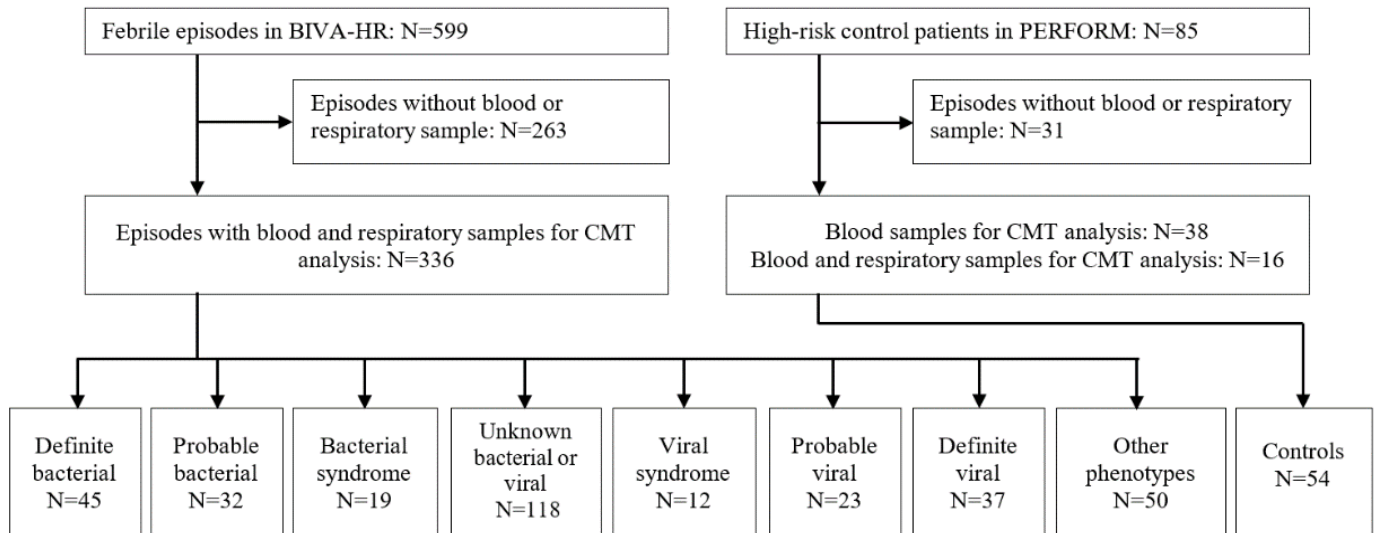 Febrile episodes in BIVA-HR: N=599
High-risk control patients in PERFORM: N=85
Episodes without blood or
respiratory sample: N=263
Episodes without blood or respiratory
sample: N=31
Episodes with blood and respiratory samples for CMT
analysis: N=336
Blood samples for CMT analysis: N=38
Blood and respiratory samples for CMT analysis: N=16
Definite
bacterial
N=45
Probable
bacterial
N=32
Bacterial
syndrome
N=19
Unknown
bacterial or
viral
N=118
Viral
syndrome
N=12
Probable
viral
N=23
Definite
viral
N=37
Other
phenotypes
N=50
Controls
N=54